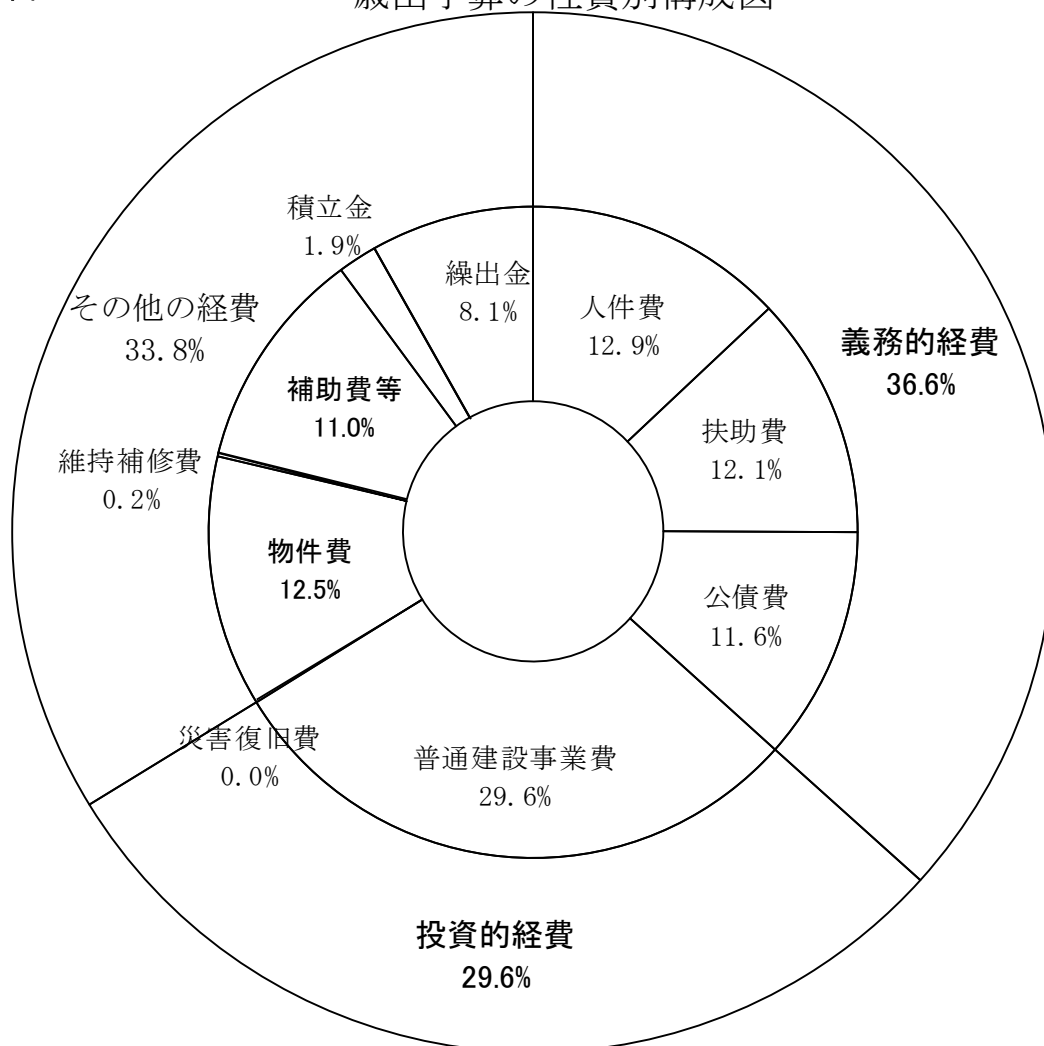 歳出予算の性質別構成図
積立金
1.9%
繰出金
8.1%
人件費
12.9%
その他の経費
33.8%
義務的経費
36.6%
補助費等
11.0%
扶助費
12.1%
維持補修費
0.2%
物件費
12.5%
公債費
11.6%
災害復旧費
0.0%
普通建設事業費
29.6%
投資的経費
29.6%